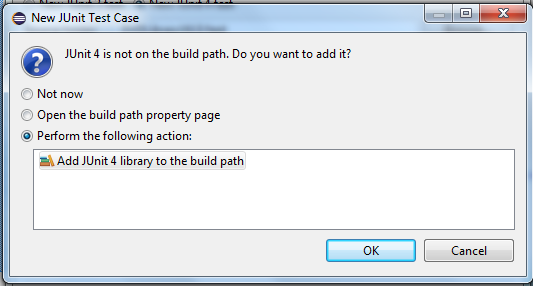 New JUnit Test Case
JUnit 4 is not on the build path. Do you want to add it?
Not now
Open the build path property page
Perform the following action:
Add JUnit 4 library to the build path
OK
Cancel